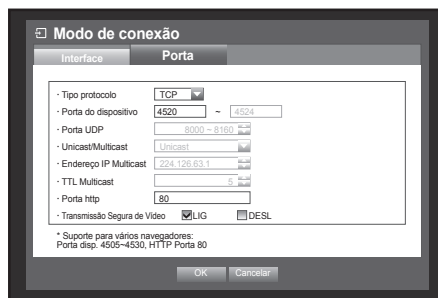 Modo de conexão
Interface Porta
· Tipo protocolo TCP
· Porta do dispositivo 4520 ~ 4524
· Porta UDP 8000 ~ 8160
· Unicast/Multicast Unicast
· Endereço IP Multicast 224.126.63.1
· TTL Multicast 5
· Porta http 80
· Transmissão Segura de Vídeo LIG DESL
* Suporte para vários navegadores:
Porta disp. 4505~4530, HTTP Porta 80
OK Cancelar